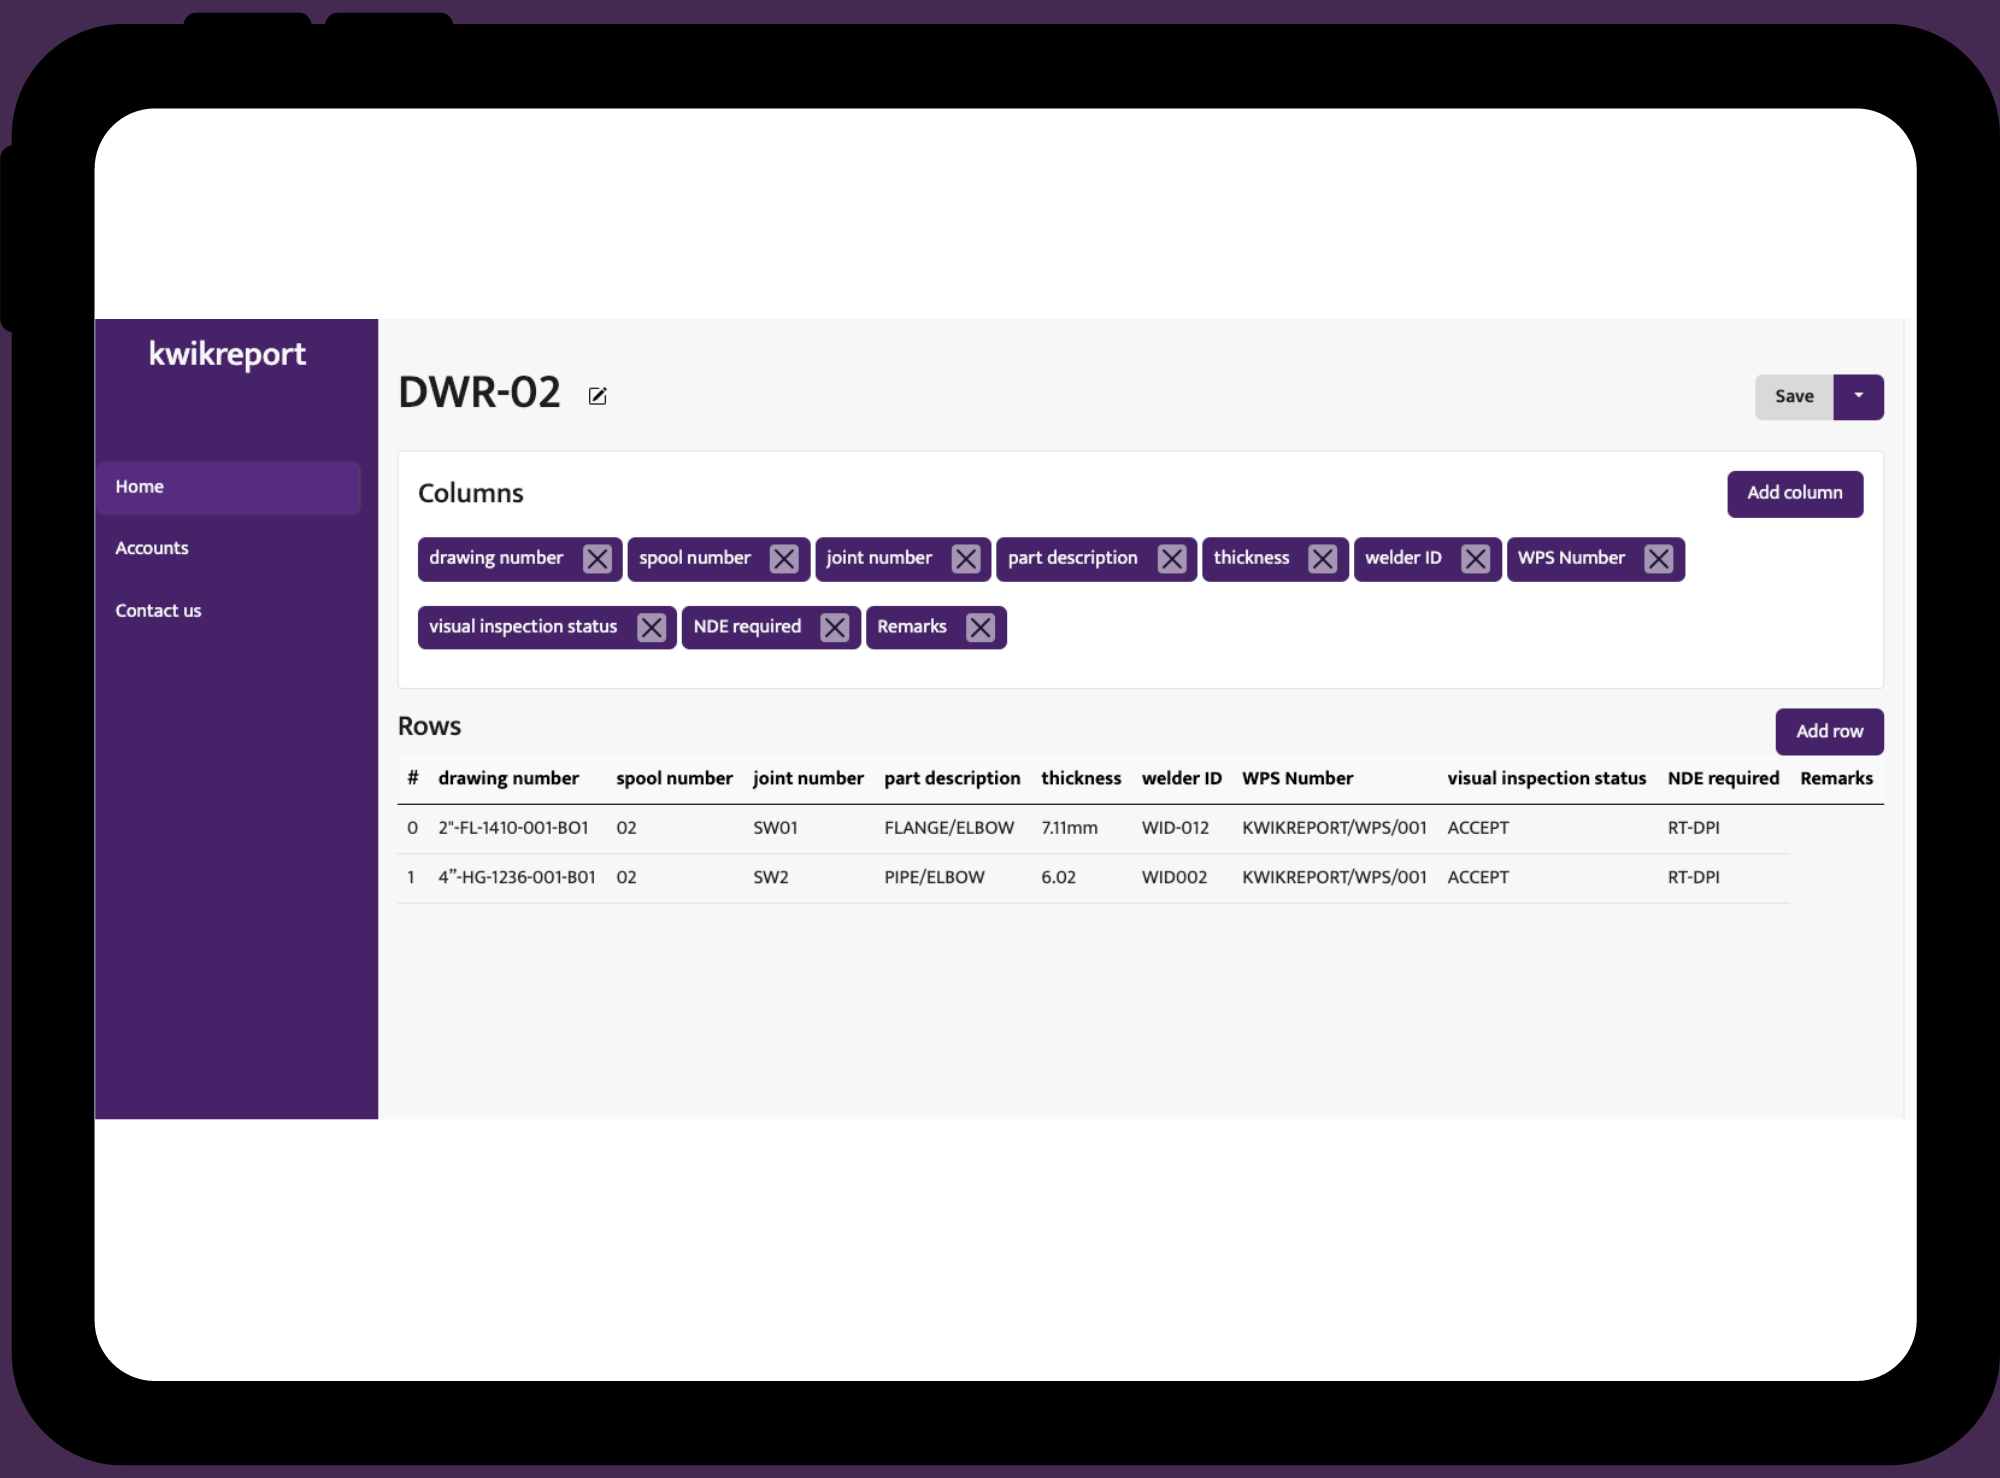 kwikreport
Home
Accounts
Contact us
DWR-02
Save
Columns
Add column
drawing number spool number joint number part description thickness welder ID WPS Number
visual inspection status NDE required Remarks
Rows
Add row
# drawing number spool number joint number part description thickness welder ID WPS Number visual inspection status NDE required Remarks
0 2"-FL-1410-001-BO1 02 SW01 FLANGE/ELBOW 7.11mm WID-012 KWIKREPORT/WPS/001 ACCEPT RT-DPI
1 4”-HG-1236-001-B01 02 SW2 PIPE/ELBOW 6.02 WID002 KWIKREPORT/WPS/001 ACCEPT RT-DPI